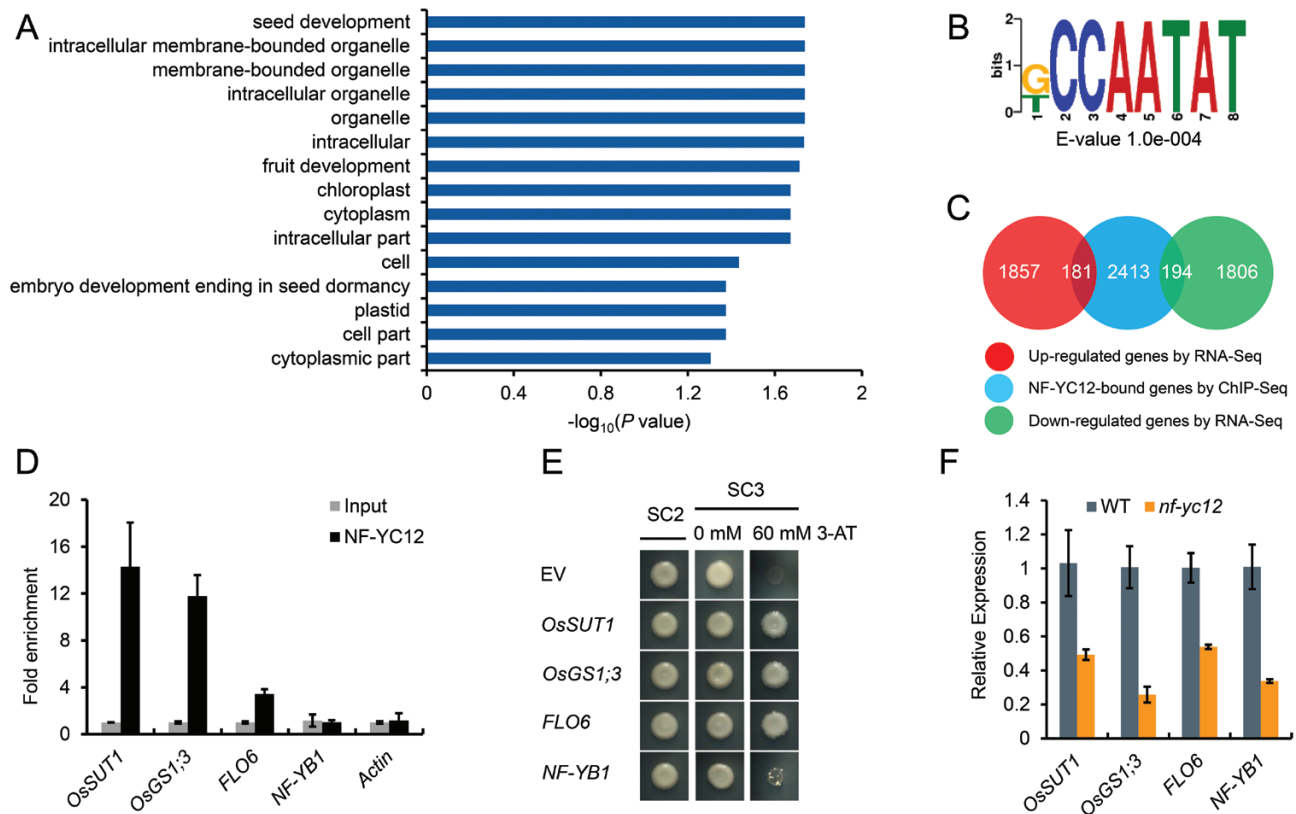 A
seed development
intracellular membrane-bounded organelle
membrane-bounded organelle
intracellular organelle
organelle
intracellular
fruit development
chloroplast
cytoplasm
intracellular part
cell
embryo development ending in seed dormancy
plastid
cell part
cytoplasmic part
0 0.4 0.8 1.2 1.6 2
-log10(P value)
B
2
1
0
bits
GCCAATAT
T
1 2 3 4 5 6 7 8
E-value 1.0e-004
C
1857 181 2413 194 1806
Up-regulated genes by RNA-Seq
NF-YC12-bound genes by ChIP-Seq
Down-regulated genes by RNA-Seq
D
Fold enrichment
20
16
12
8
4
0
Input
NF-YC12
OsSUT1 OsGS1;3 FLO6 NF-YB1 Actin
E
SC3
SC2
0 mM 60 mM 3-AT
EV
OsSUT1
OsGS1;3
FLO6
NF-YB1
F
Relative Expression
1.4
1.2
1
0.8
0.6
0.4
0.2
0
WT nf-yc12
OsSUT1 OsGS1;3 FLO6 NF-YB1